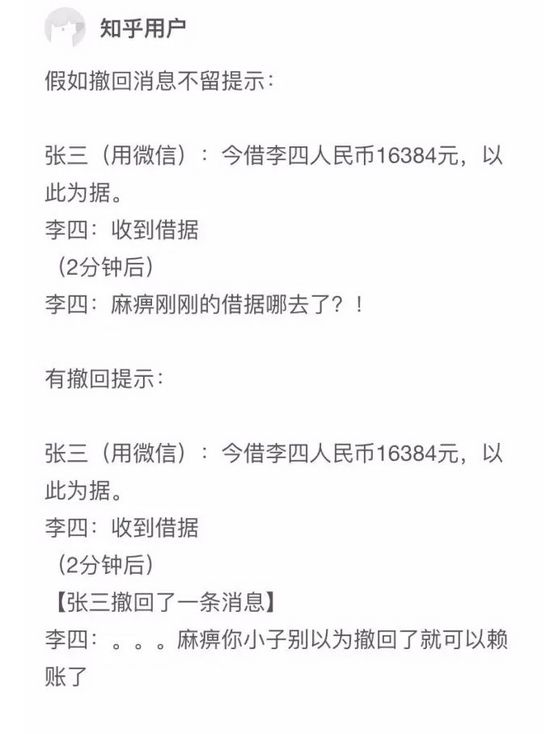 知乎用户
假如撤回消息不留提示：
张三（用微信）：今借李四人民币16384元，以
此为据。
李四：收到借据
（2分钟后）
李四：麻痹刚刚的借据哪去了？！
有撤回提示：
张三（用微信）：今借李四人民币16384元，以
此为据。
李四：收到借据
（2分钟后）
【张三撤回了一条消息】
李四：。。。麻痹你小子别以为撤回了就可以赖
账了